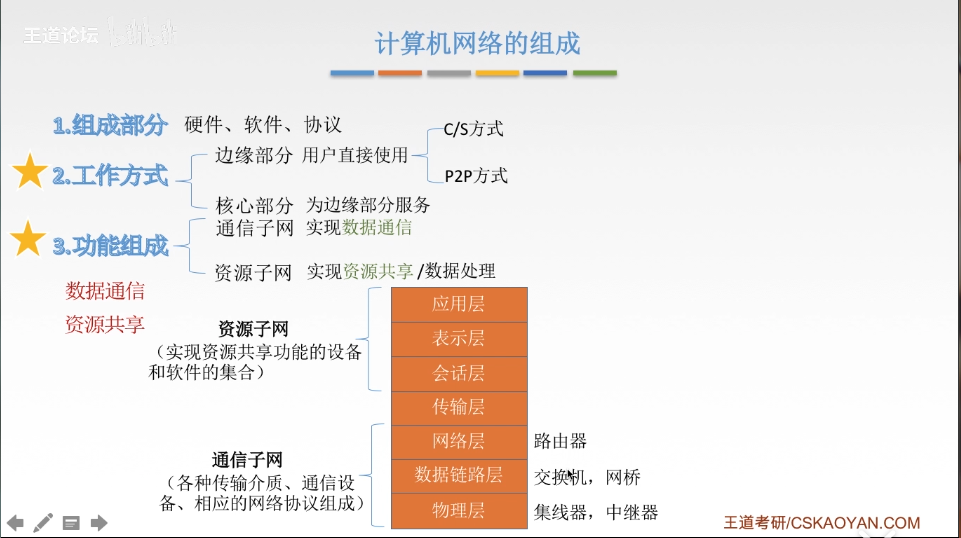 王道论坛
计算机网络的组成
1.组成部分 硬件、软件、协议
C/S方式
2.工作方式
边缘部分 用户直接使用
P2P方式
核心部分 为边缘部分服务
3.功能组成
通信子网 实现数据通信
资源子网 实现资源共享/数据处理
数据通信
资源共享
资源子网
(实现资源共享功能的设备
和软件的集合)
应用层
表示层
会话层
传输层
网络层 路由器
数据链路层 交换机，网桥
物理层 集线器，中继器
通信子网
(各种传输介质、通信设
备、相应的网络协议组成)
王道考研/CSKAOYAN.COM